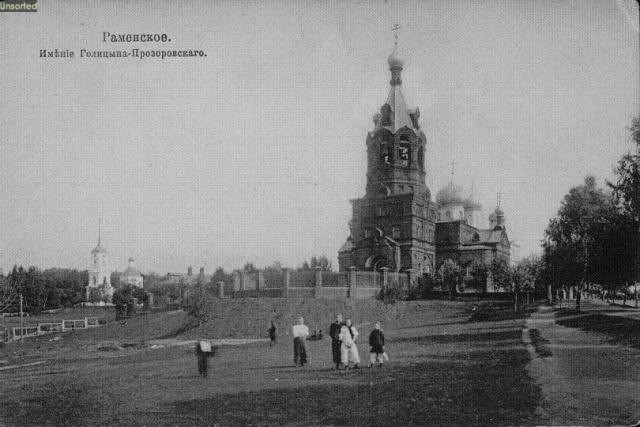 Unsorted
Раменское.
Имѣніе Голицына-Прозоровскаго.